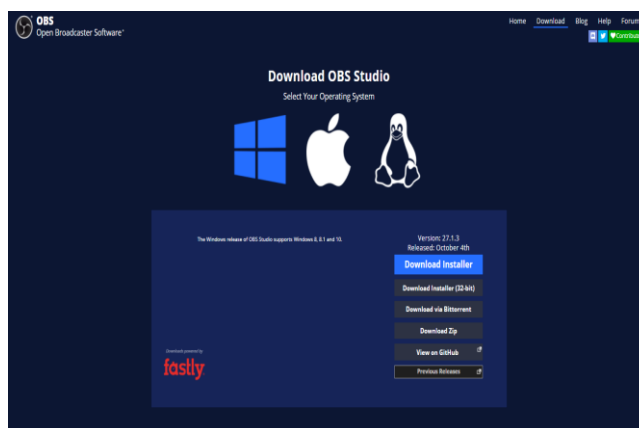 OBS
Open Broadcaster Software
Home Download Blog Help Forum
Contribute
Download OBS Studio
Select Your Operating System
The Windows release of OBS Studio supports Windows 8, 8.1 and 10.
Version: 27.1.3
Released: October 4th
Download Installer
Download Installer (32-bit)
Download via Bittorrent
Download Zip
View on GitHub
Previous Releases
Downloads powered by
fastly